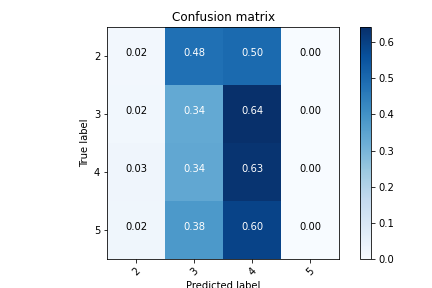 Confusion matrix
True label
2 0.02 0.48 0.50 0.00
3 0.02 0.34 0.64 0.00
4 0.03 0.34 0.63 0.00
5 0.02 0.38 0.60 0.00
2 3 4 5
Predicted label
0.6
0.5
0.4
0.3
0.2
0.1
0.0